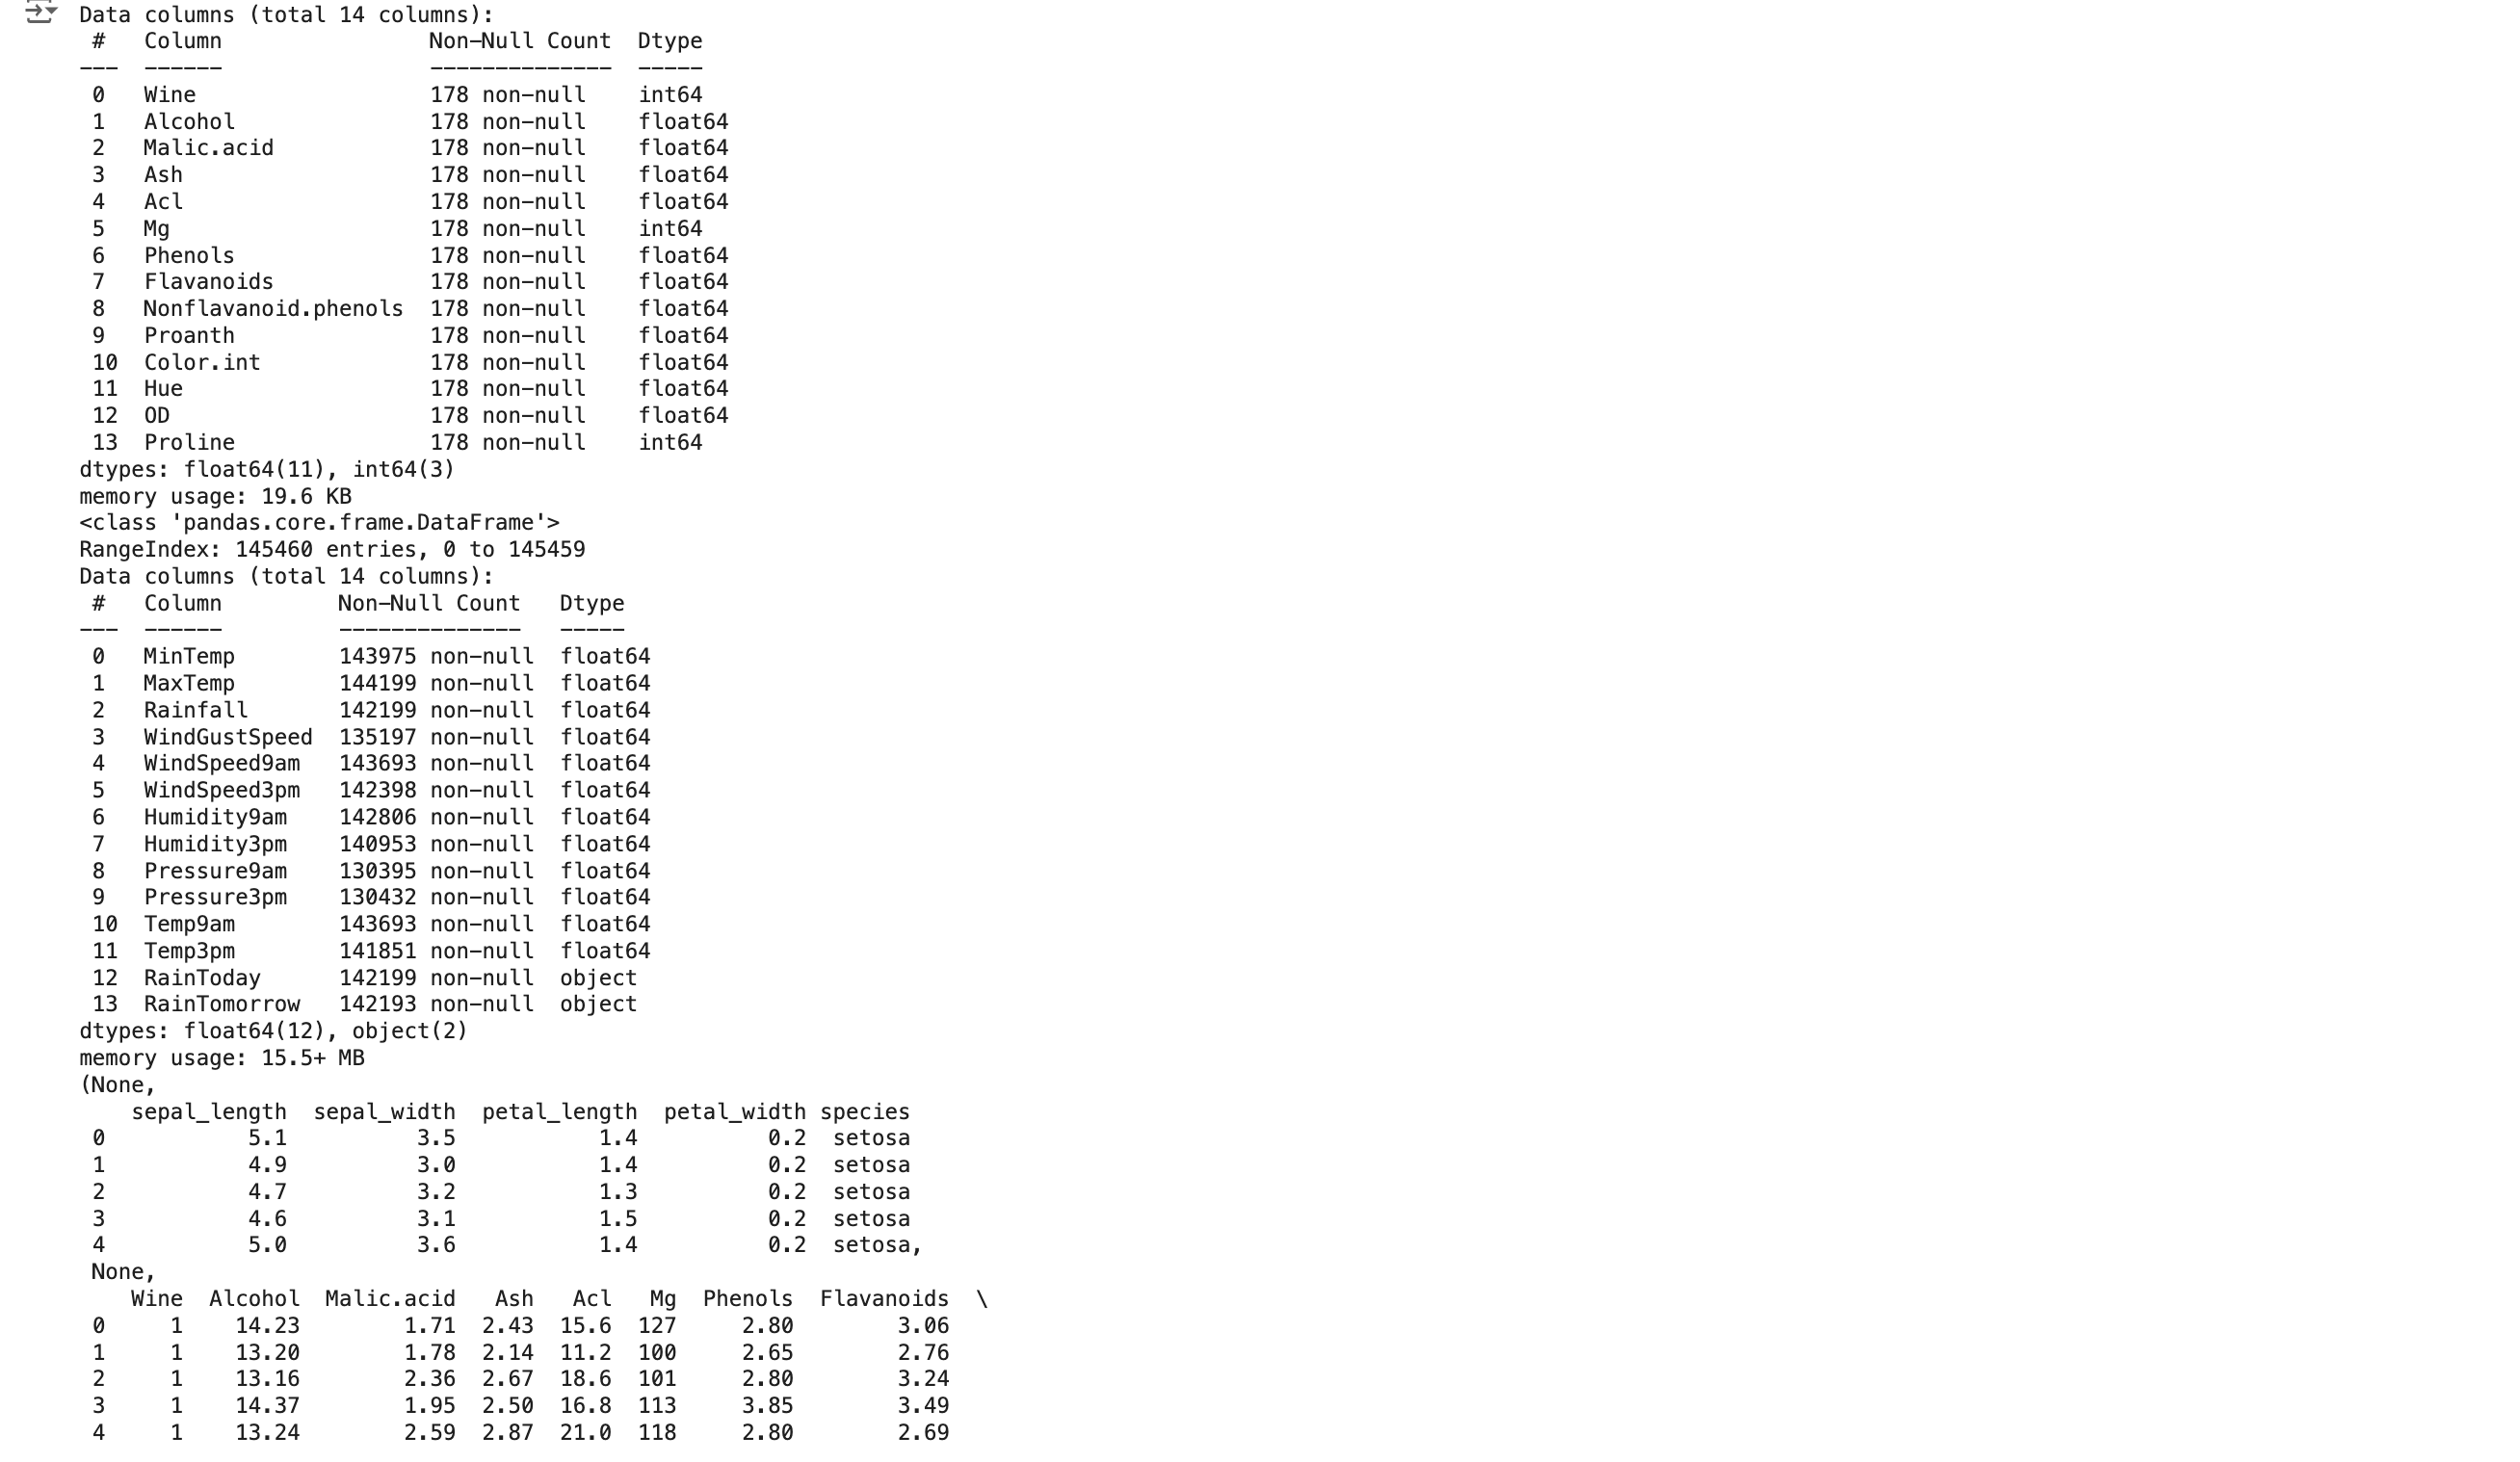 Data columns (total 14 columns):
 #   Column                Non-Null Count  Dtype
---  ------                --------------  -----
 0   Wine                  178 non-null    int64
 1   Alcohol               178 non-null    float64
 2   Malic.acid            178 non-null    float64
 3   Ash                   178 non-null    float64
 4   Acl                   178 non-null    float64
 5   Mg                    178 non-null    int64
 6   Phenols               178 non-null    float64
 7   Flavanoids            178 non-null    float64
 8   Nonflavanoid.phenols  178 non-null    float64
 9   Proanth               178 non-null    float64
 10  Color.int             178 non-null    float64
 11  Hue                   178 non-null    float64
 12  OD                    178 non-null    float64
 13  Proline               178 non-null    int64
dtypes: float64(11), int64(3)
memory usage: 19.6 KB
<class 'pandas.core.frame.DataFrame'>
RangeIndex: 145460 entries, 0 to 145459
Data columns (total 14 columns):
 #   Column         Non-Null Count   Dtype
---  ------         --------------   -----
 0   MinTemp        143975 non-null  float64
 1   MaxTemp        144199 non-null  float64
 2   Rainfall       142199 non-null  float64
 3   WindGustSpeed  135197 non-null  float64
 4   WindSpeed9am   143693 non-null  float64
 5   WindSpeed3pm   142398 non-null  float64
 6   Humidity9am    142806 non-null  float64
 7   Humidity3pm    140953 non-null  float64
 8   Pressure9am    130395 non-null  float64
 9   Pressure3pm    130432 non-null  float64
 10  Temp9am        143693 non-null  float64
 11  Temp3pm        141851 non-null  float64
 12  RainToday      142199 non-null  object
 13  RainTomorrow   142193 non-null  object
dtypes: float64(12), object(2)
memory usage: 15.5+ MB
(None,
    sepal_length  sepal_width  petal_length  petal_width species
 0           5.1          3.5           1.4          0.2  setosa
 1           4.9          3.0           1.4          0.2  setosa
 2           4.7          3.2           1.3          0.2  setosa
 3           4.6          3.1           1.5          0.2  setosa
 4           5.0          3.6           1.4          0.2  setosa,
 None,
    Wine  Alcohol  Malic.acid   Ash   Acl   Mg  Phenols  Flavanoids  \
 0     1    14.23        1.71  2.43  15.6  127     2.80        3.06
 1     1    13.20        1.78  2.14  11.2  100     2.65        2.76
 2     1    13.16        2.36  2.67  18.6  101     2.80        3.24
 3     1    14.37        1.95  2.50  16.8  113     3.85        3.49
 4     1    13.24        2.59  2.87  21.0  118     2.80        2.69